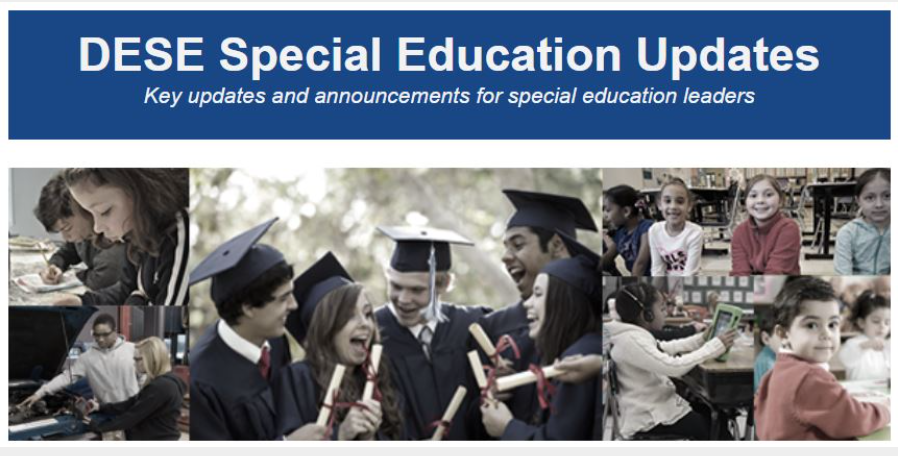 DESE Special Education Updates
Key updates and announcements for special education leaders